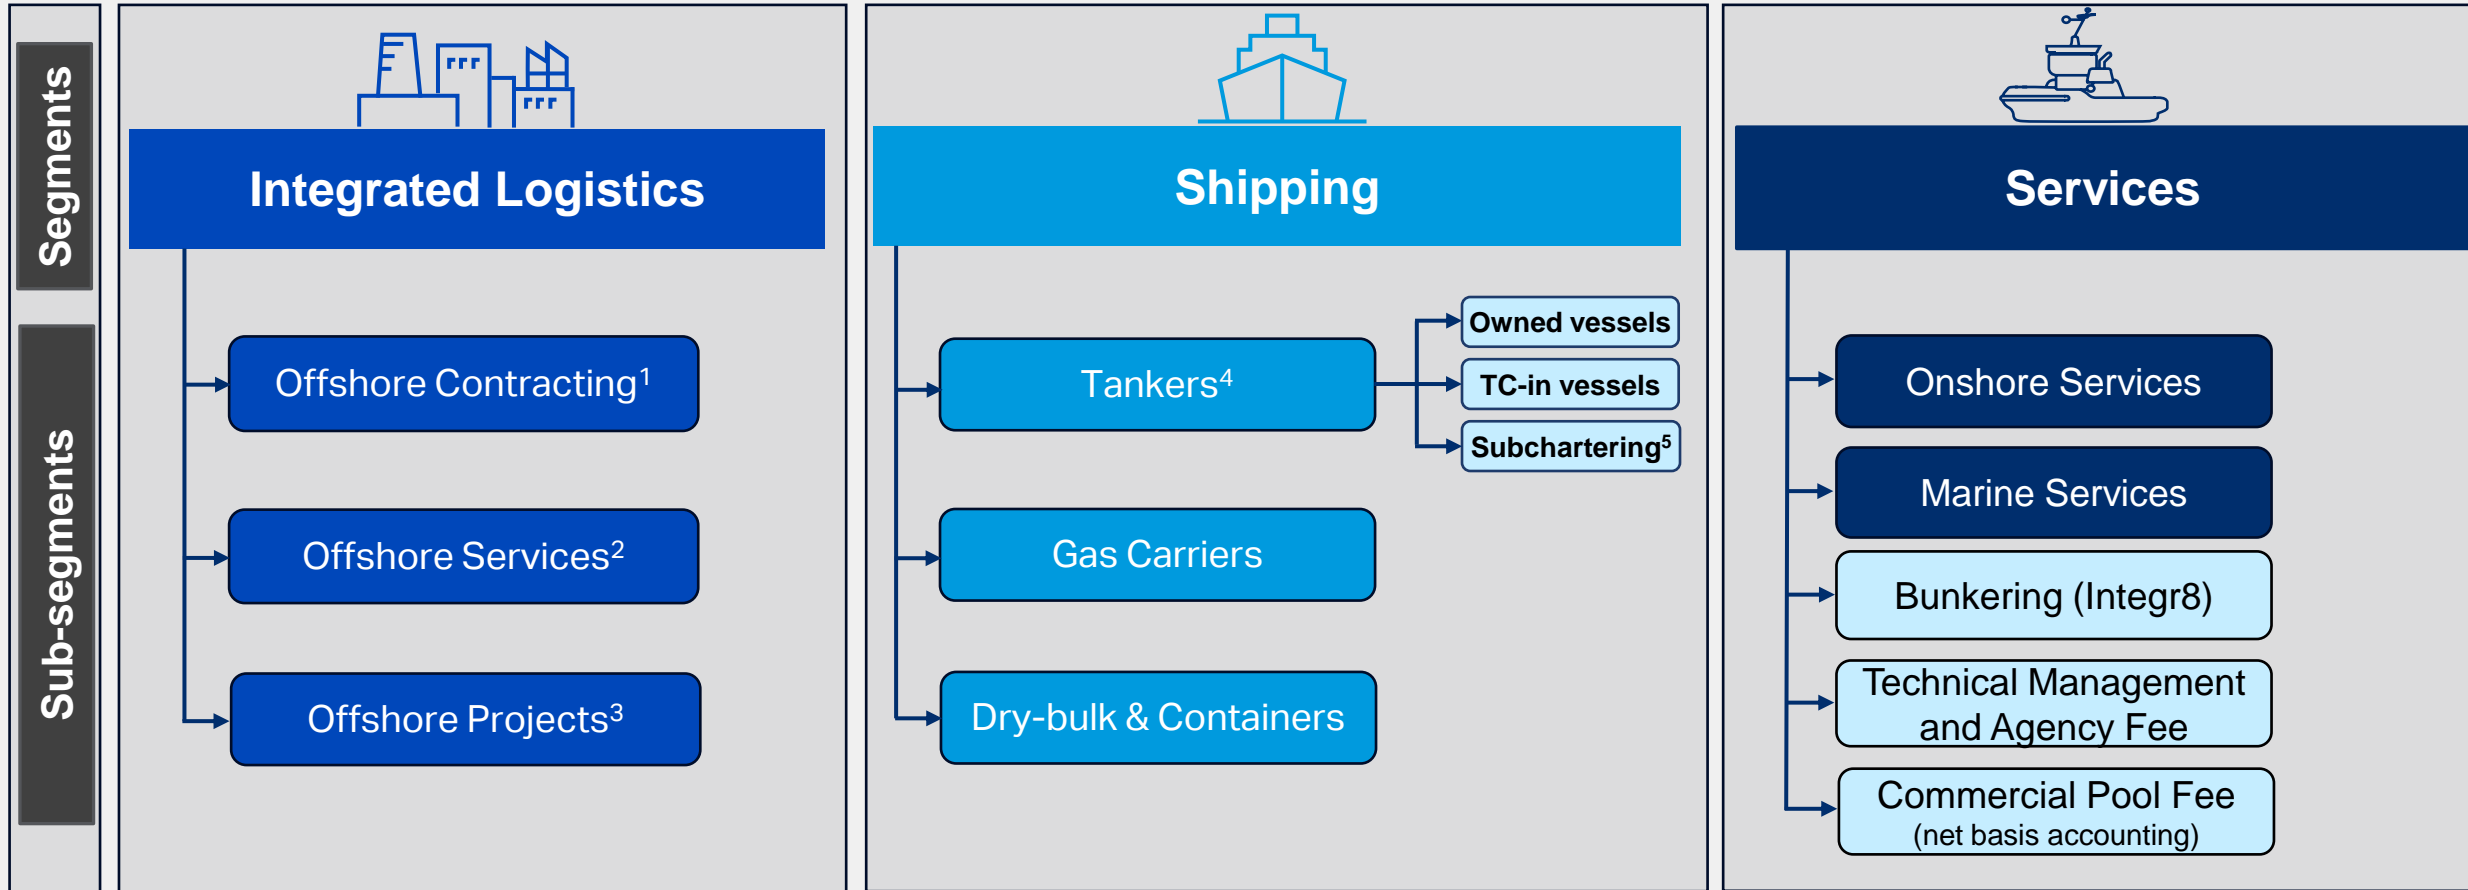 Segments
Sub-segments
Integrated Logistics
Offshore Contracting¹
Offshore Services²
Offshore Projects³
Shipping
Tankers⁴
Owned vessels
TC-in vessels
Subchartering⁵
Gas Carriers
Dry-bulk & Containers
Services
Onshore Services
Marine Services
Bunkering (Integr8)
Technical Management
and Agency Fee
Commercial Pool Fee
(net basis accounting)